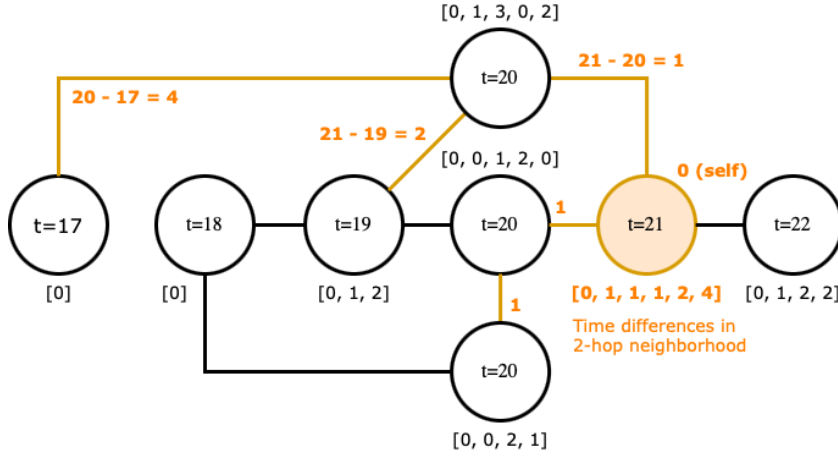 [0, 1, 3, 0, 2]
t=20
21 - 20 = 1
20 - 17 = 4
21 - 19 = 2
[0, 0, 1, 2, 0]
0 (self)
t=17
t=18
t=19
t=20
1
t=21
t=22
[0]
[0]
[0, 1, 2]
1
[0, 1, 1, 1, 2, 4]
[0, 1, 2, 2]
Time differences in
2-hop neighborhood
t=20
[0, 0, 2, 1]